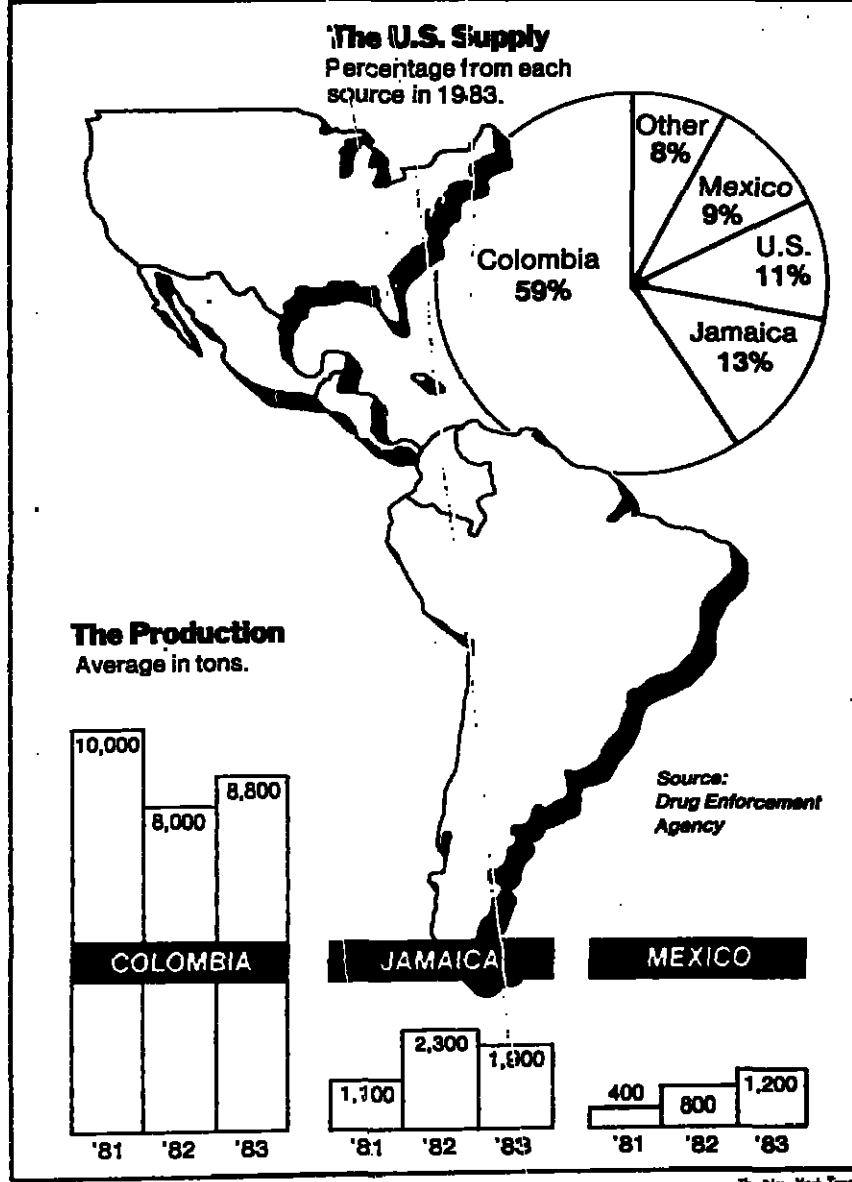 The U.S. Supply
Percentage from each
source in 1983.
Other
8%
Mexico
9%
U.S.
11%
Colombia
59%
Jamaica
13%
The Production
Average in tons.
10,000
8,000
8,800
Source:
Drug Enforcement
Agency
COLOMBIA
JAMAICA
MEXICO
1,100
2,300
400
800
1,200
'81 '82 '83
'81 '82 '83
'81 '82 '83